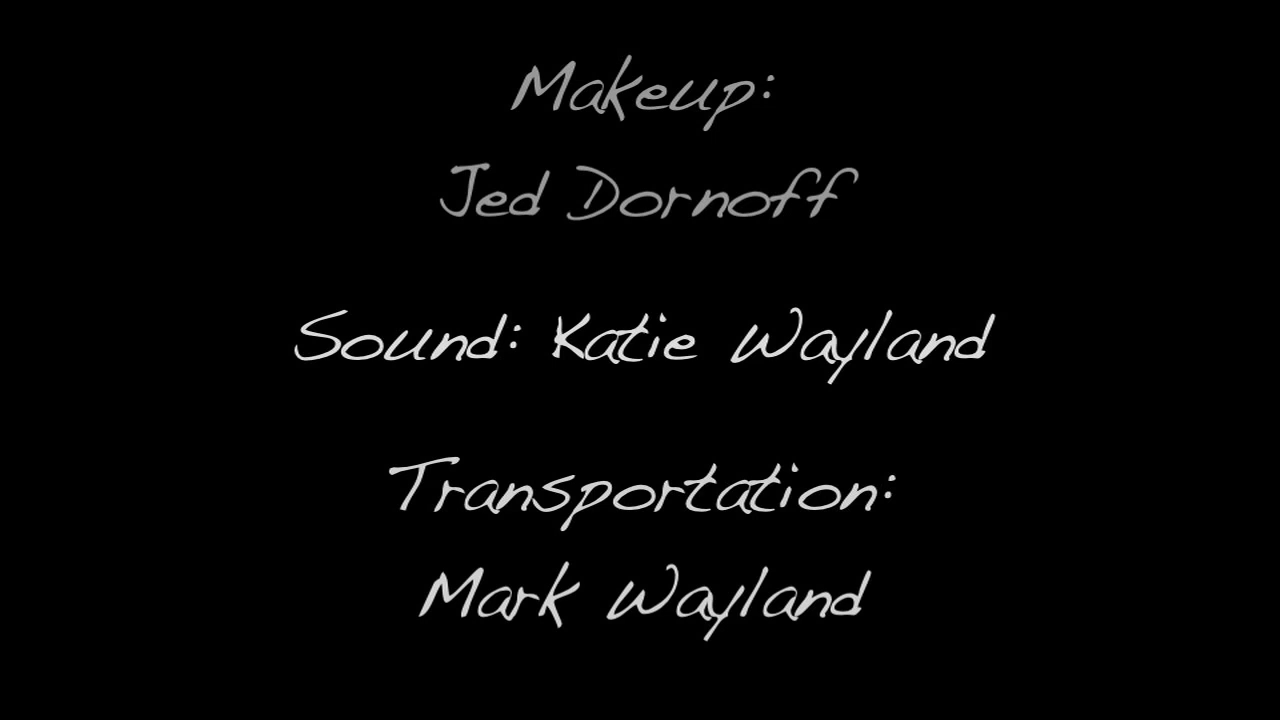 Makeup:
Jed Dornoff
Sound: Katie Wayland
Transportation:
Mark Wayland